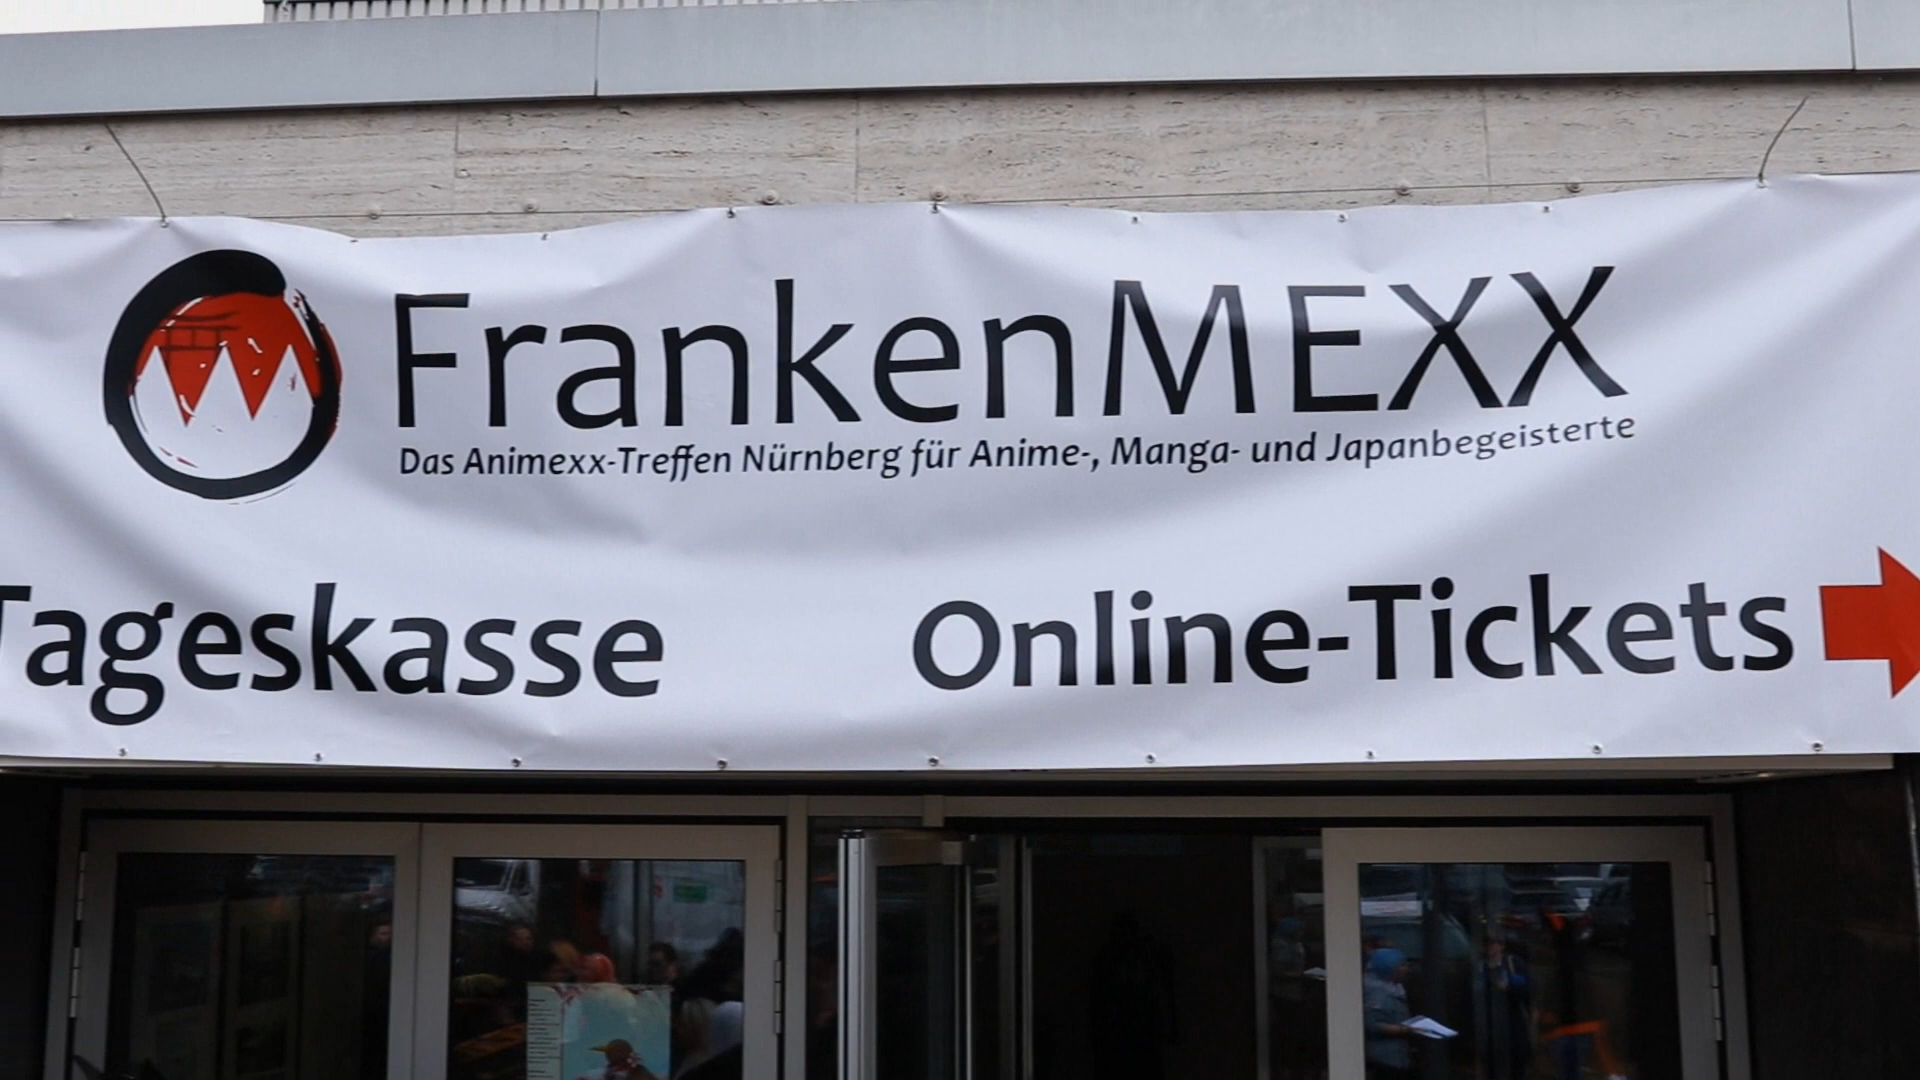 FrankenMEXX
Das Animexx-Treffen Nürnberg für Anime-, Manga- und Japanbegeisterte
Tageskasse
Online-Tickets